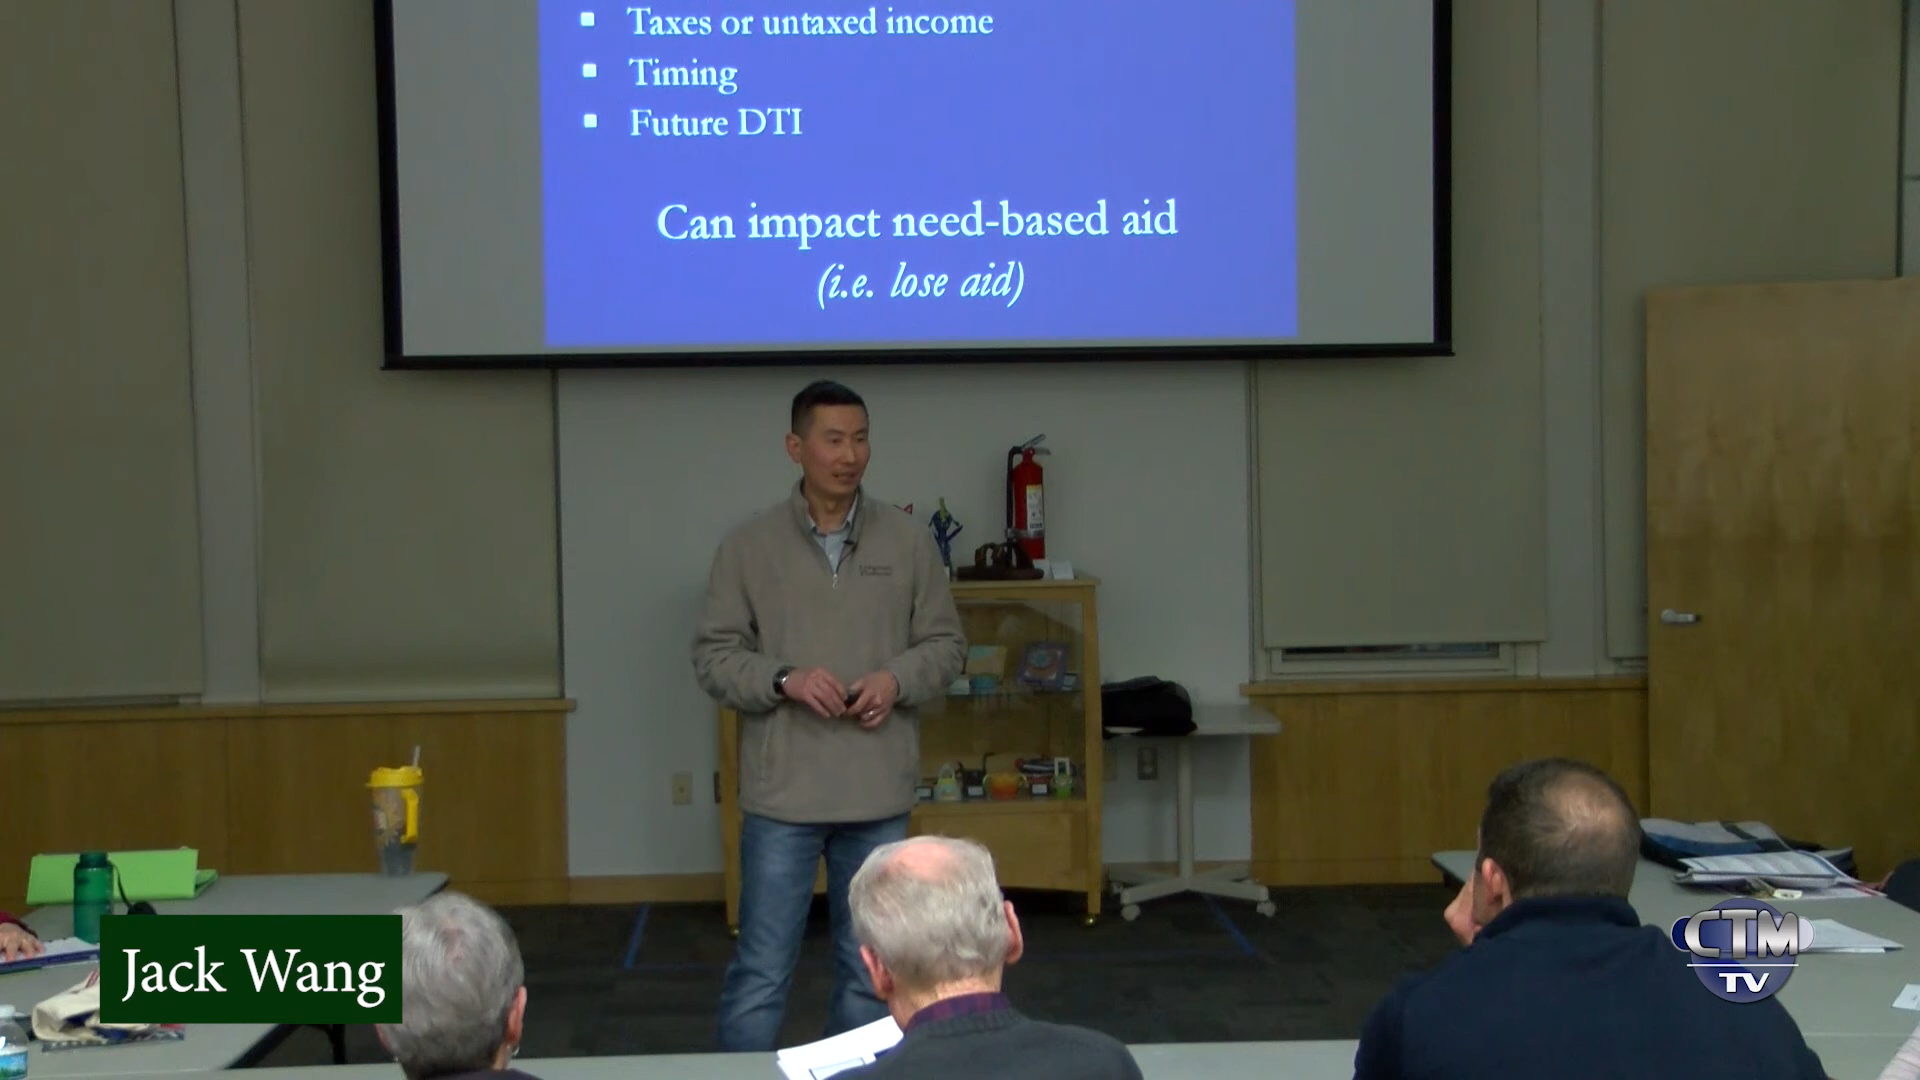 ▪ Taxes or untaxed income
▪ Timing
▪ Future DTI
Can impact need-based aid
(i.e. lose aid)
Jack Wang
CTM
TV